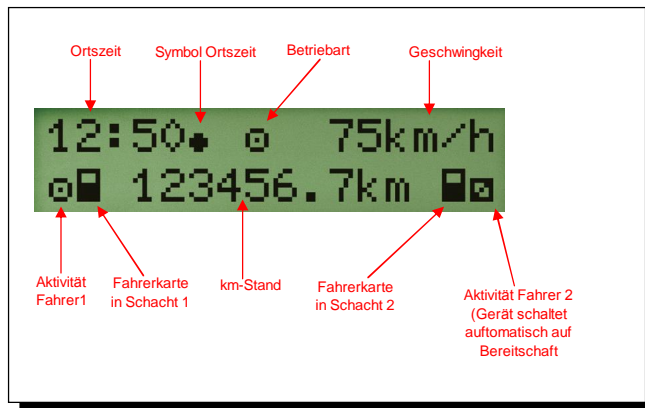 Ortszeit Symbol Ortszeit Betriebart Geschwingkeit
12:50 75km/h
123456.7km
Aktivität
Fahrer1
Fahrerkarte
in Schacht 1
km-Stand
Fahrerkarte
in Schacht 2
Aktivität Fahrer 2
(Gerät schaltet
auftomatisch auf
Bereitschaft